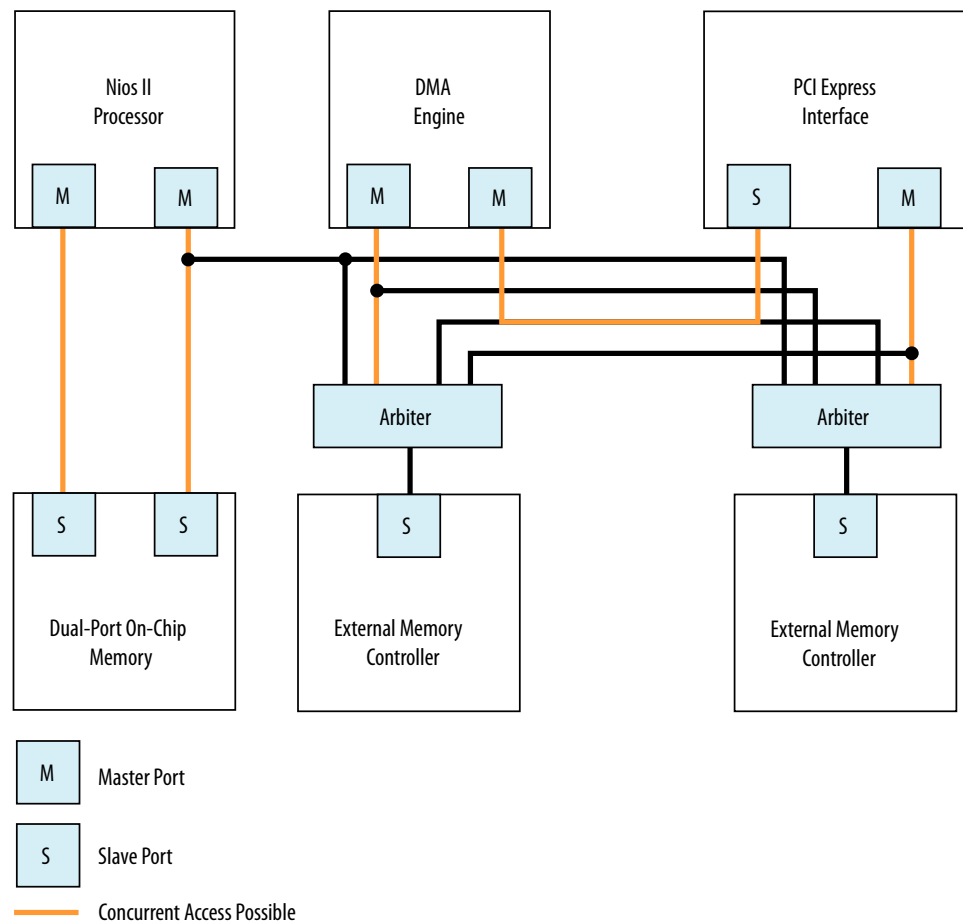 Nios II
Processor
DMA
Engine
PCI Express
Interface
M
M
M
M
S
M
Arbiter
Arbiter
S
S
S
S
Dual-Port On-Chip
Memory
External Memory
Controller
External Memory
Controller
M
Master Port
S
Slave Port
Concurrent Access Possible